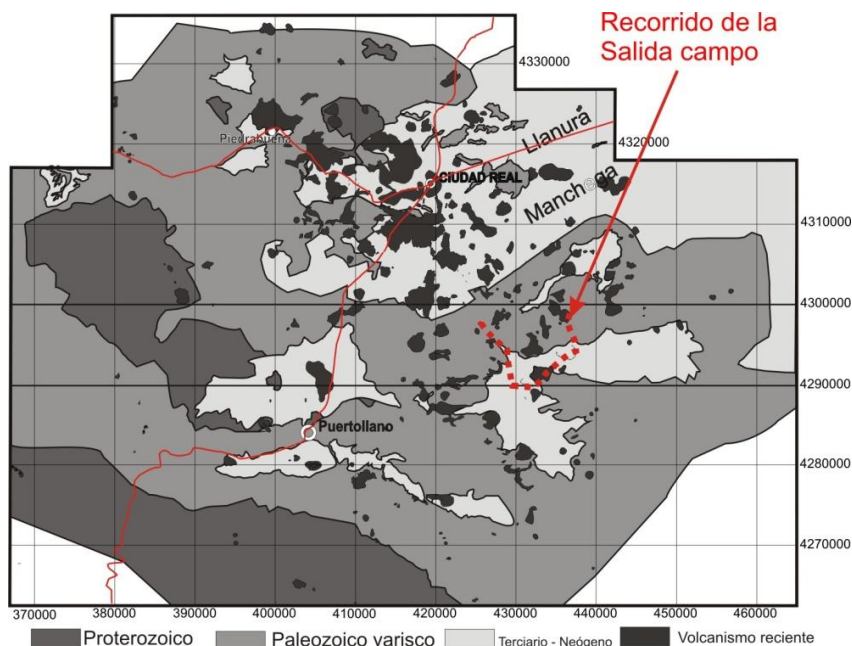 Recorrido de la
Salida campo
4330000
Llanura
4320000
Piedrabuena
CIUDAD REAL
Manchega
4310000
4300000
4290000
Puertollano
4280000
4270000
370000 380000 390000 400000 410000 420000 430000 440000 450000 460000
Proterozoico Paleozoico varisco Terciario - Neógeno Volcanismo reciente